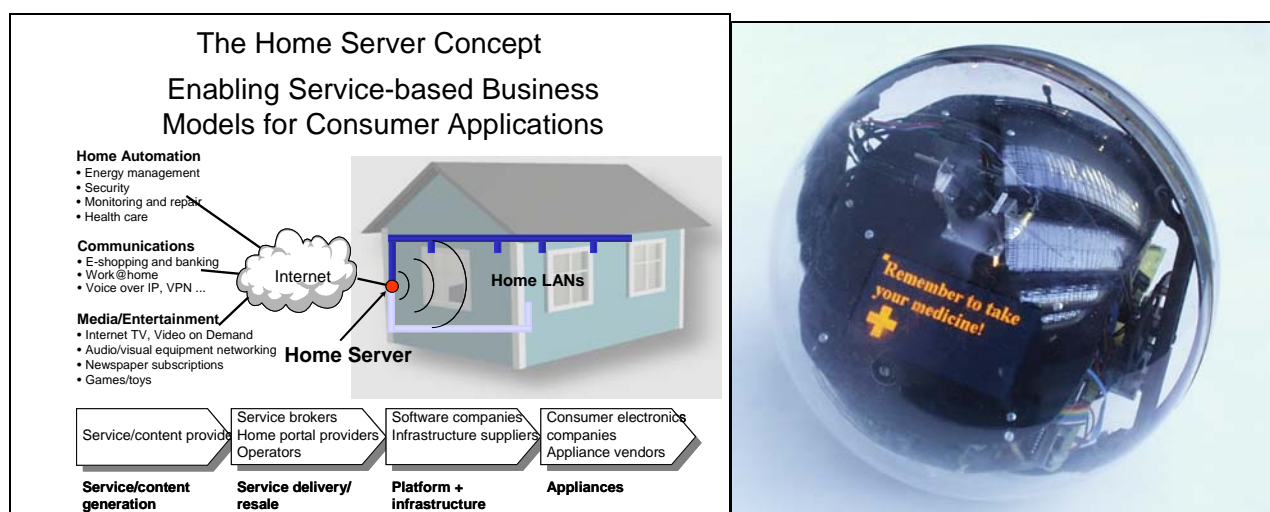 The Home Server Concept
Enabling Service-based Business
Models for Consumer Applications
Home Automation
• Energy management
• Security
• Monitoring and repair
• Health care
Communications
• E-shopping and banking
• Work@home
• Voice over IP, VPN ...
Media/Entertainment
• Internet TV, Video on Demand
• Audio/visual equipment networking
• Newspaper subscriptions
• Games/toys
Internet
Home LANs
Home Server
Service/content provide
Service brokers
Home portal providers
Operators
Software companies
Infrastructure suppliers
Consumer electronics
companies
Appliance vendors
Service/content
generation
Service delivery/
resale
Platform +
infrastructure
Appliances
Remember to take
your medicine!